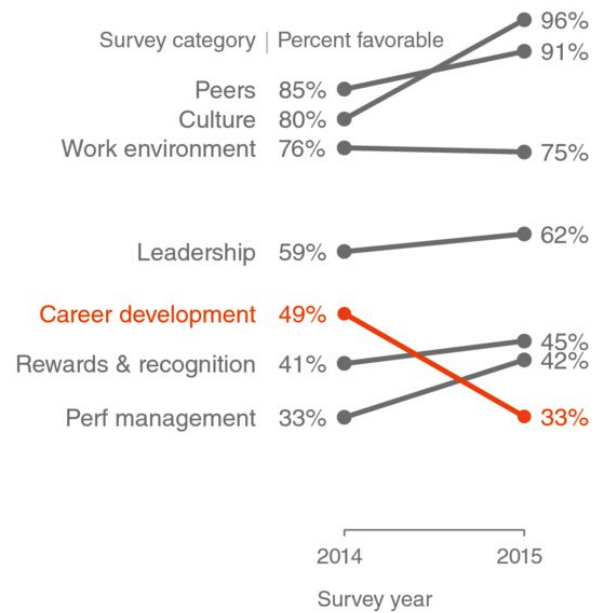 96%
Survey category | Percent favorable
91%
Peers 85%
Culture 80%
Work environment 76% 75%
Leadership 59% 62%
Career development 49%
Rewards & recognition 41% 45%
42%
Perf management 33% 33%
2014 2015
Survey year